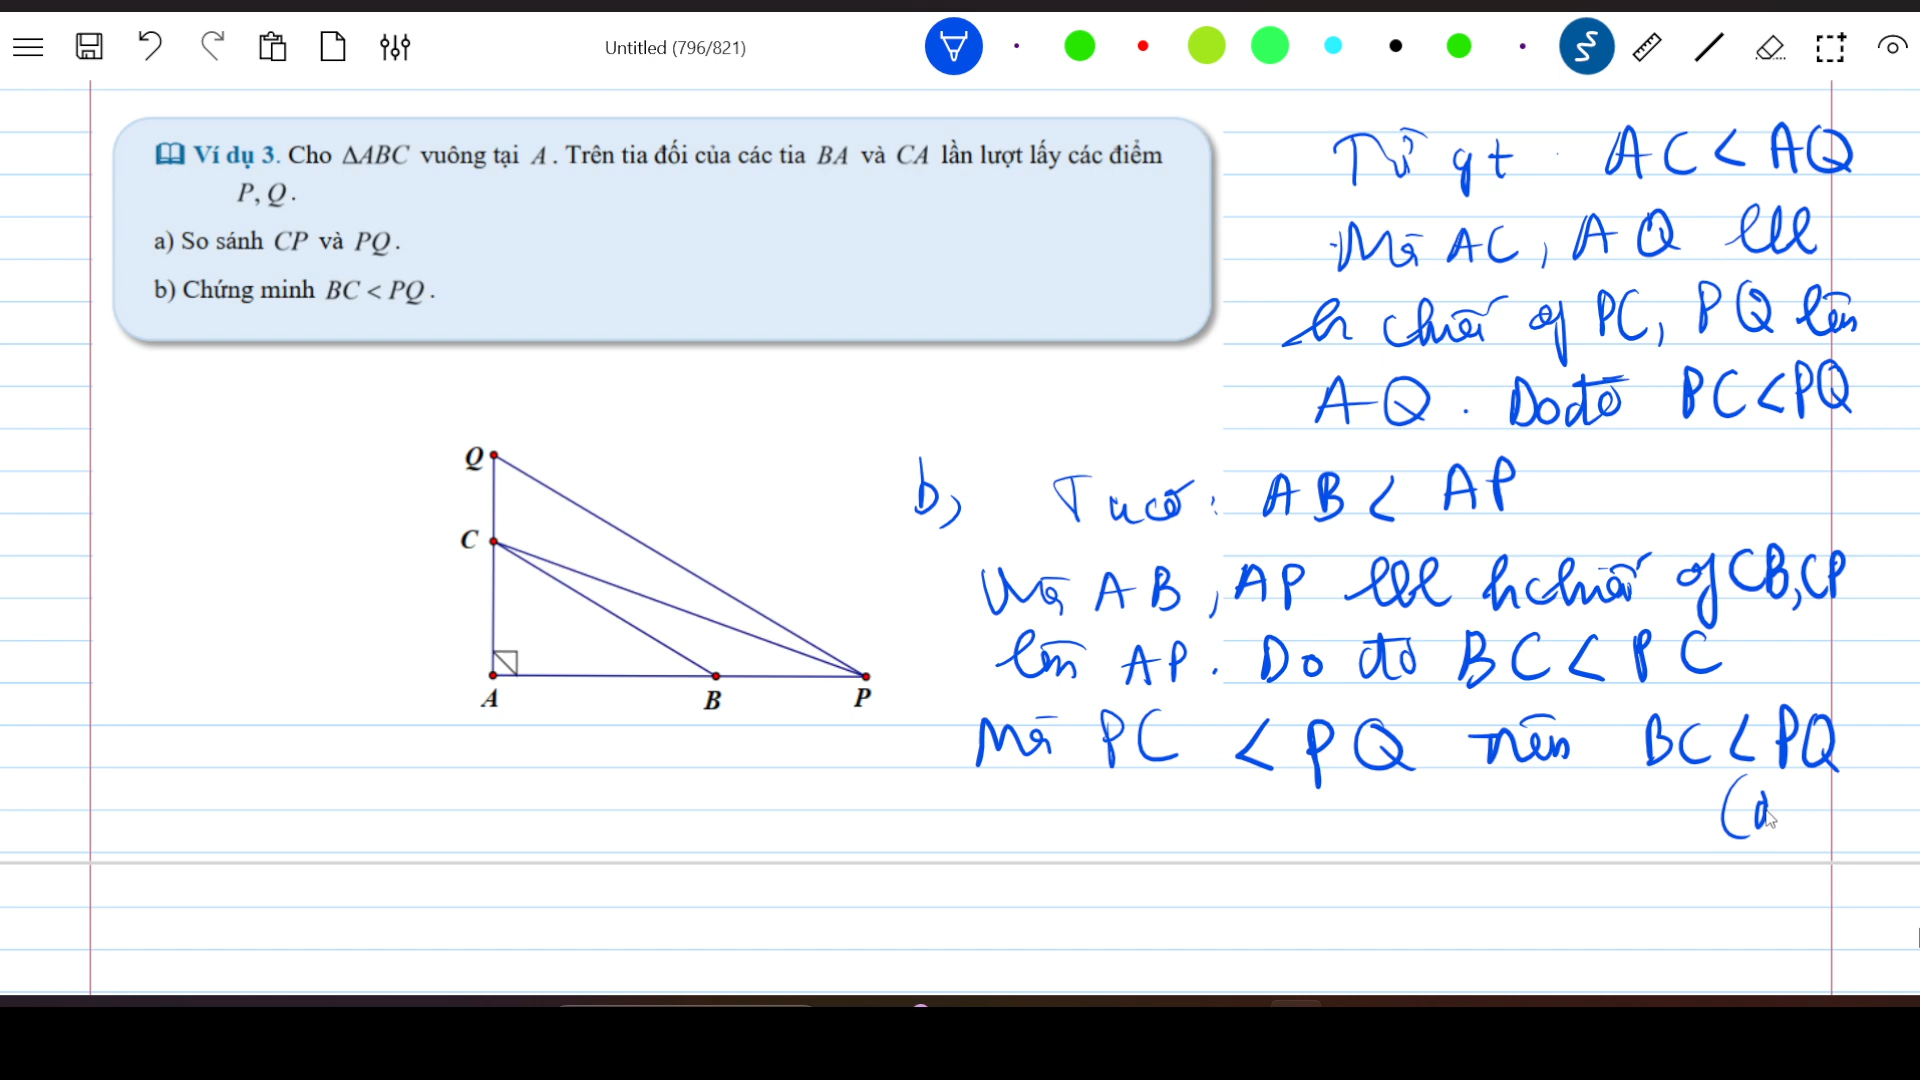 Untitled (796/821)
Ví dụ 3. Cho ΔABC vuông tại A. Trên tia đối của các tia BA và CA lần lượt lấy các điểm
P, Q.
a) So sánh CP và PQ.
b) Chứng minh BC < PQ.
Q
C
A
B
P
Từ gt AC < AQ
Mà AC, AQ lll
h chiếu of PC, PQ lên
AQ. Do đó PC < PQ
b, Ta có: AB < AP
Mà AB, AP lll h chiếu of CB, CP
lên AP. Do đó BC < PC
Mà PC < PQ nên BC < PQ
(đ